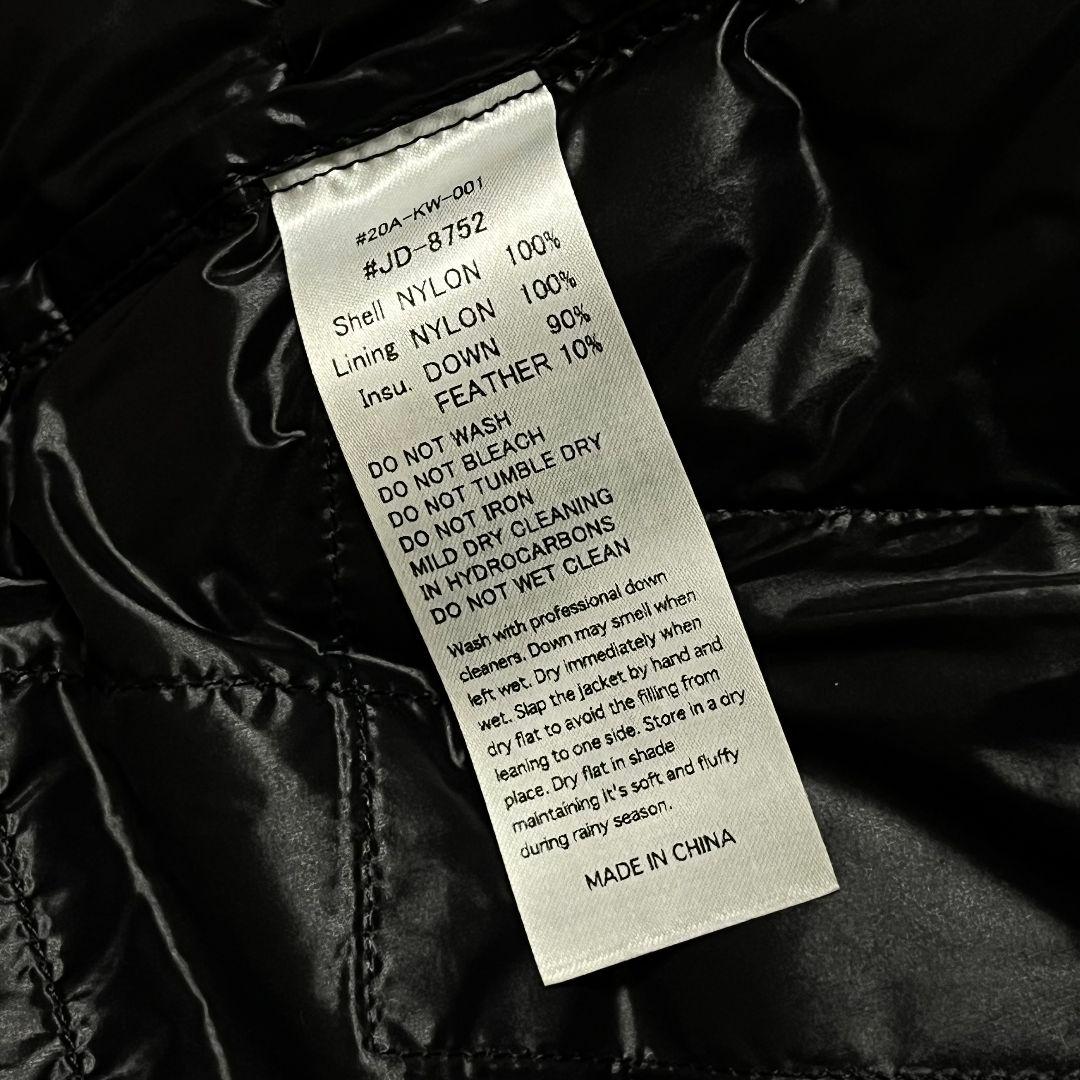 #20A-KW-001
#JD-8752
Shell NYLON 100%
Lining NYLON 100%
Insu. DOWN 90%
FEATHER 10%
DO NOT WASH
DO NOT BLEACH
DO NOT TUMBLE DRY
DO NOT IRON
MILD DRY CLEANING
IN HYDROCARBONS
DO NOT WET CLEAN
Wash with professional down
cleaners. Down may smell when
left wet. Dry immediately when
wet. Slap the jacket by hand and
dry flat to avoid the filling from
leaning to one side. Store in a dry
place. Dry flat in shade
maintaining it's soft and fluffy
during rainy season.
MADE IN CHINA